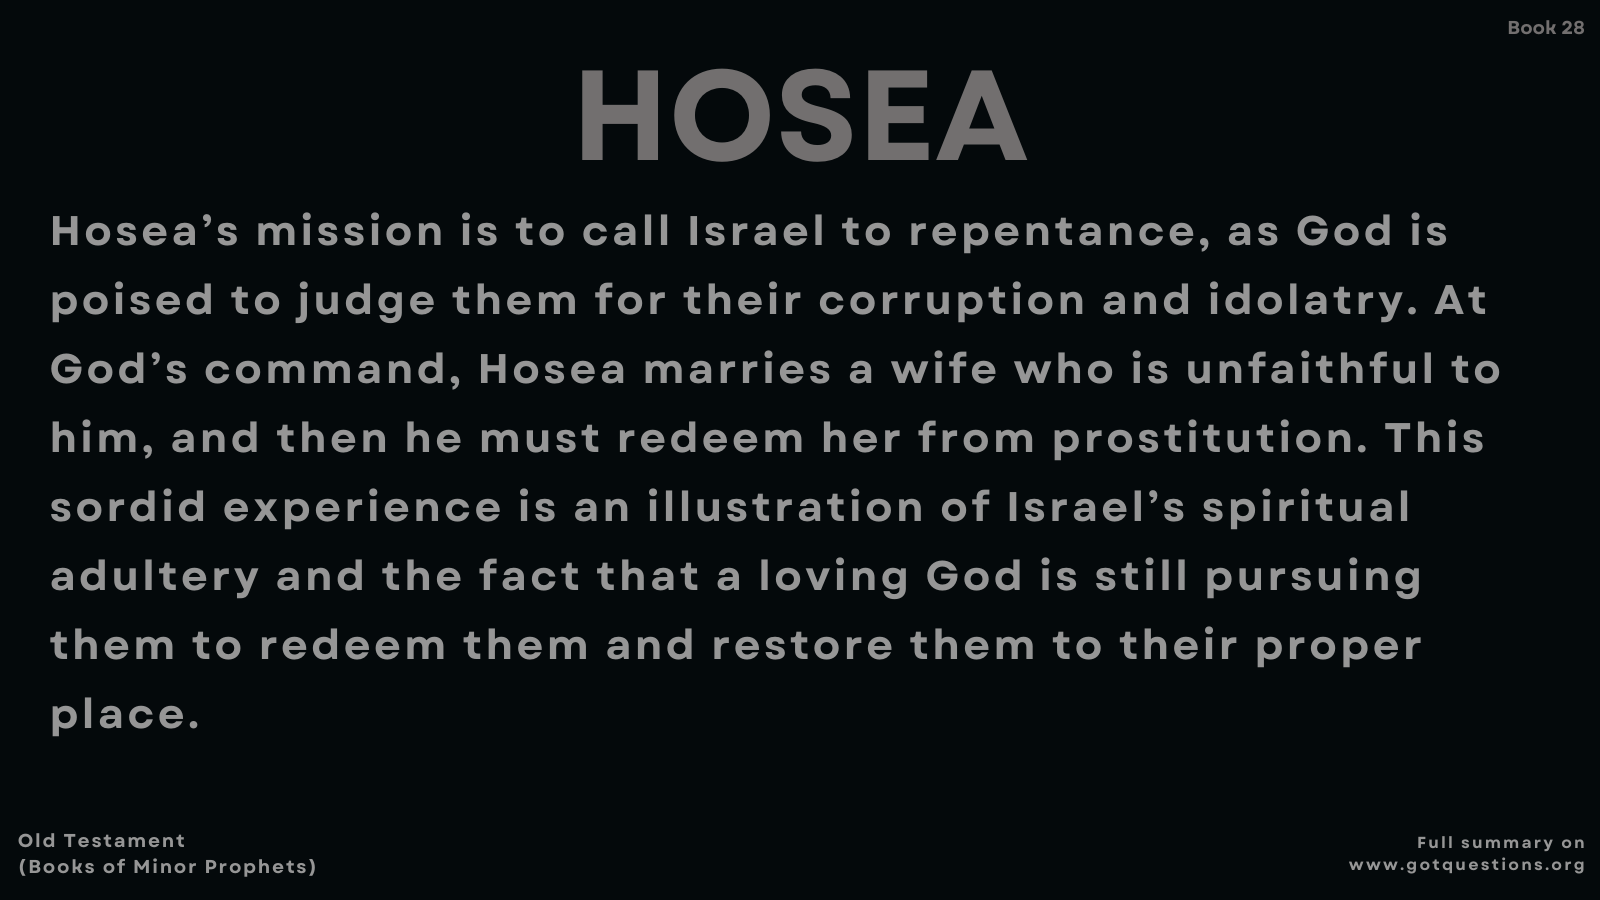 Book 28
HOSEA
Hosea’s mission is to call Israel to repentance, as God is
poised to judge them for their corruption and idolatry. At
God’s command, Hosea marries a wife who is unfaithful to
him, and then he must redeem her from prostitution. This
sordid experience is an illustration of Israel’s spiritual
adultery and the fact that a loving God is still pursuing
them to redeem them and restore them to their proper
place.
Old Testament
(Books of Minor Prophets)
Full summary on
www.gotquestions.org